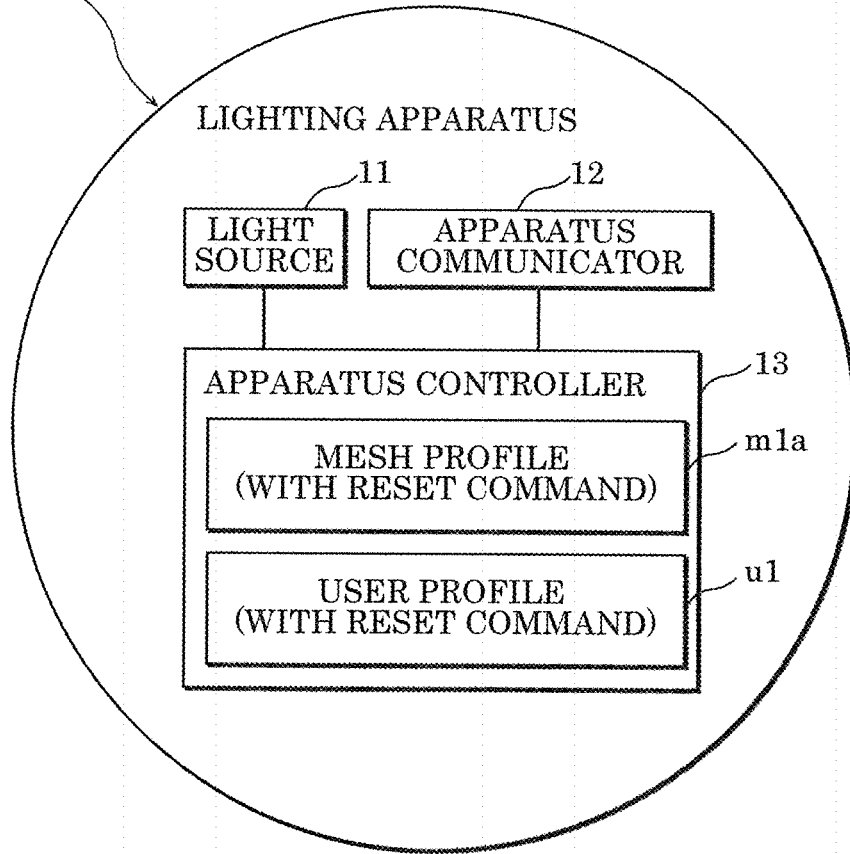 LIGHTING APPARATUS
11
12
LIGHT
SOURCE
APPARATUS
COMMUNICATOR
13
APPARATUS CONTROLLER
m1a
MESH PROFILE
(WITH RESET COMMAND)
u1
USER PROFILE
(WITH RESET COMMAND)